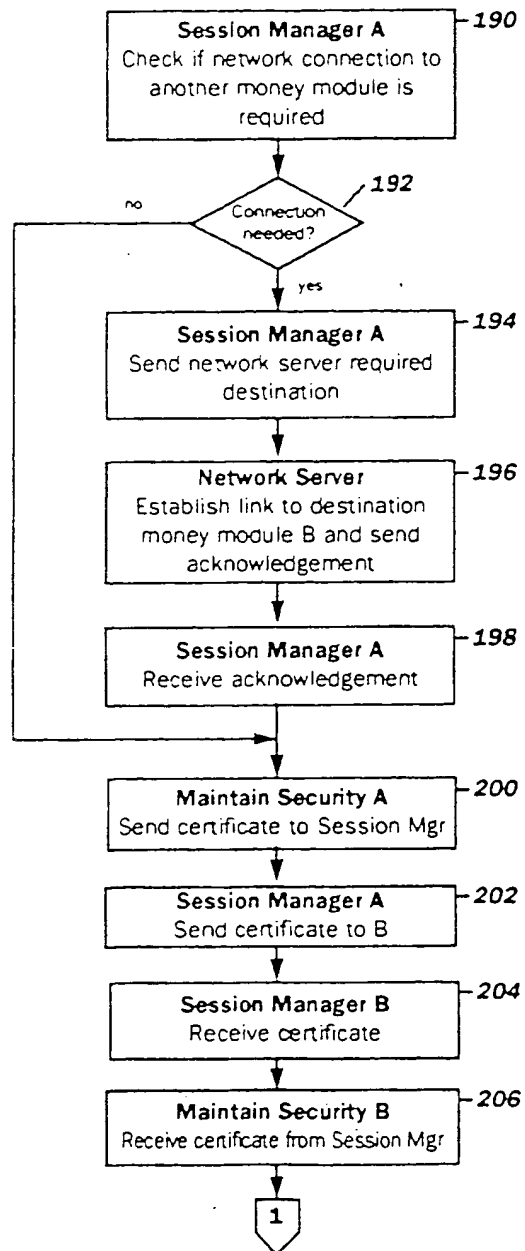 Session Manager A
190
Check if network connection to
another money module is
required
192
no
Connection
needed?
yes
Session Manager A
194
Send network server required
destination
Network Server
196
Establish link to destination
money module B and send
acknowledgement
Session Manager A
198
Receive acknowledgement
Maintain Security A
200
Send certificate to Session Mgr
Session Manager A
202
Send certificate to B
Session Manager B
204
Receive certificate
Maintain Security B
206
Receive certificate from Session Mgr
1